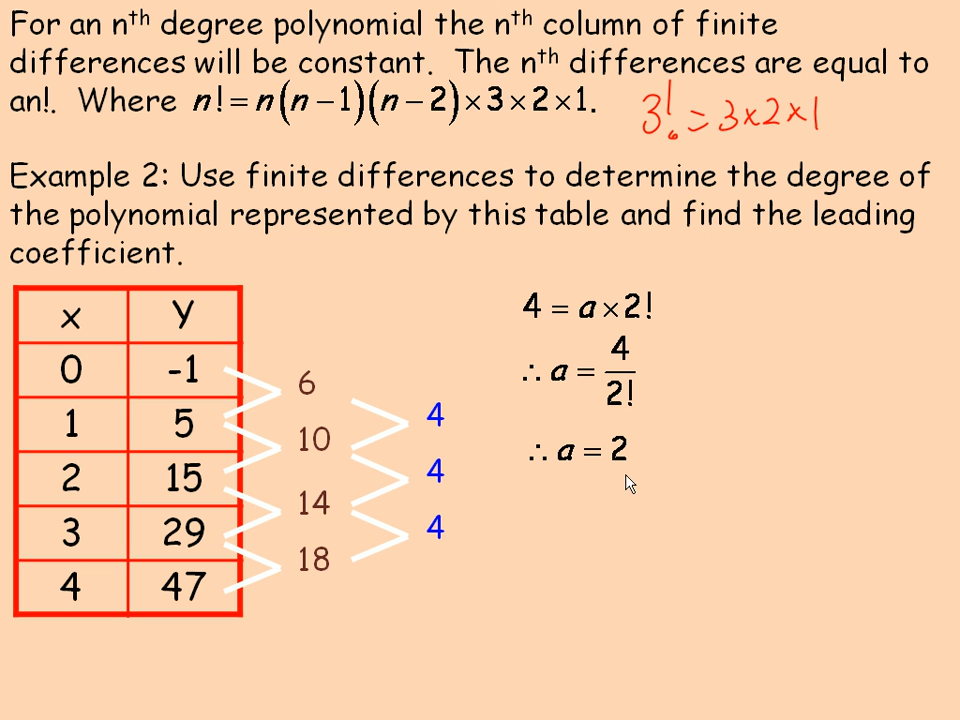 For an nᵗʰ degree polynomial the nᵗʰ column of finite
differences will be constant. The nᵗʰ differences are equal to
an!. Where n! = n(n − 1)(n − 2) × 3 × 2 × 1.
3! = 3 × 2 × 1
6
Example 2: Use finite differences to determine the degree of
the polynomial represented by this table and find the leading
coefficient.
x Y
0 -1
1 5
2 15
3 29
4 47
6
10
14
18
4
4
4
4 = a × 2!
∴ a = 4/2!
∴ a = 2